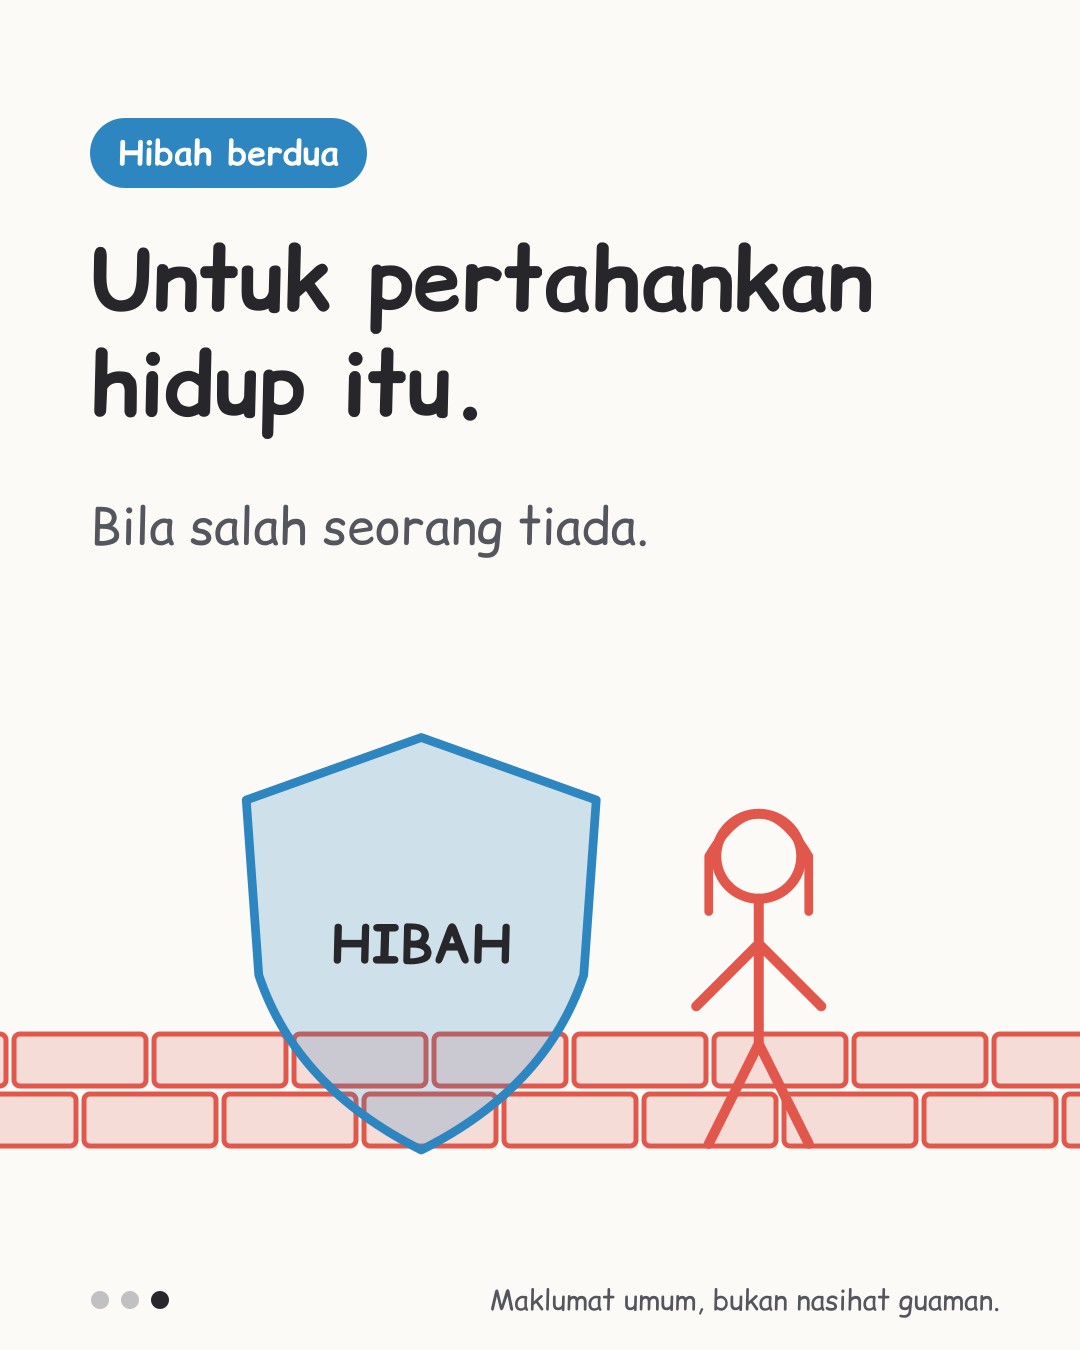 Hibah berdua
Untuk pertahankan
hidup itu.
Bila salah seorang tiada.
HIBAH
Maklumat umum, bukan nasihat guaman.